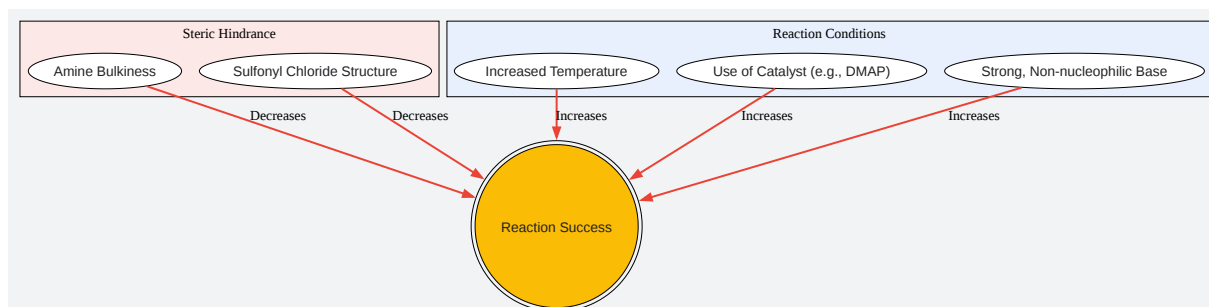 Steric Hindrance
Reaction Conditions
Amine Bulkiness
Sulfonyl Chloride Structure
Increased Temperature
Use of Catalyst (e.g., DMAP)
Strong, Non-nucleophilic Base
Decreases
Decreases
Increases
Increases
Increases
Reaction Success